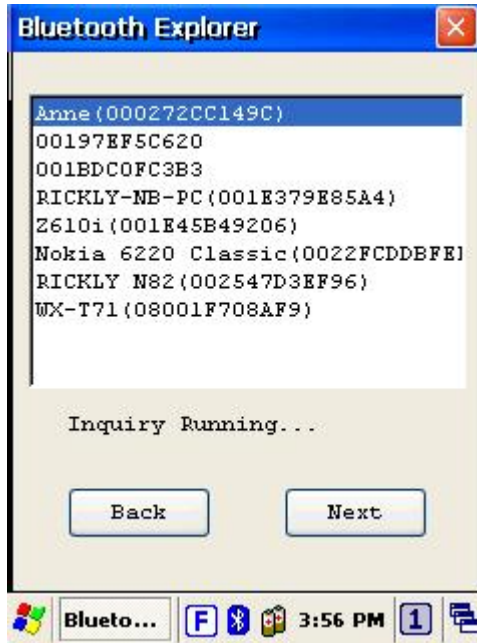 Bluetooth Explorer
Anne(000272CC149C)
00197EF5C620
001BDC0FC3B3
RICKLY-NB-PC(001E379E85A4)
Z610i(001E45B49206)
Nokia 6220 Classic(0022FCDDBFE
RICKLY N82(002547D3EF96)
WX-T71(08001F708AF9)
Inquiry Running...
Back Next
Blueto... F 3:56 PM 1